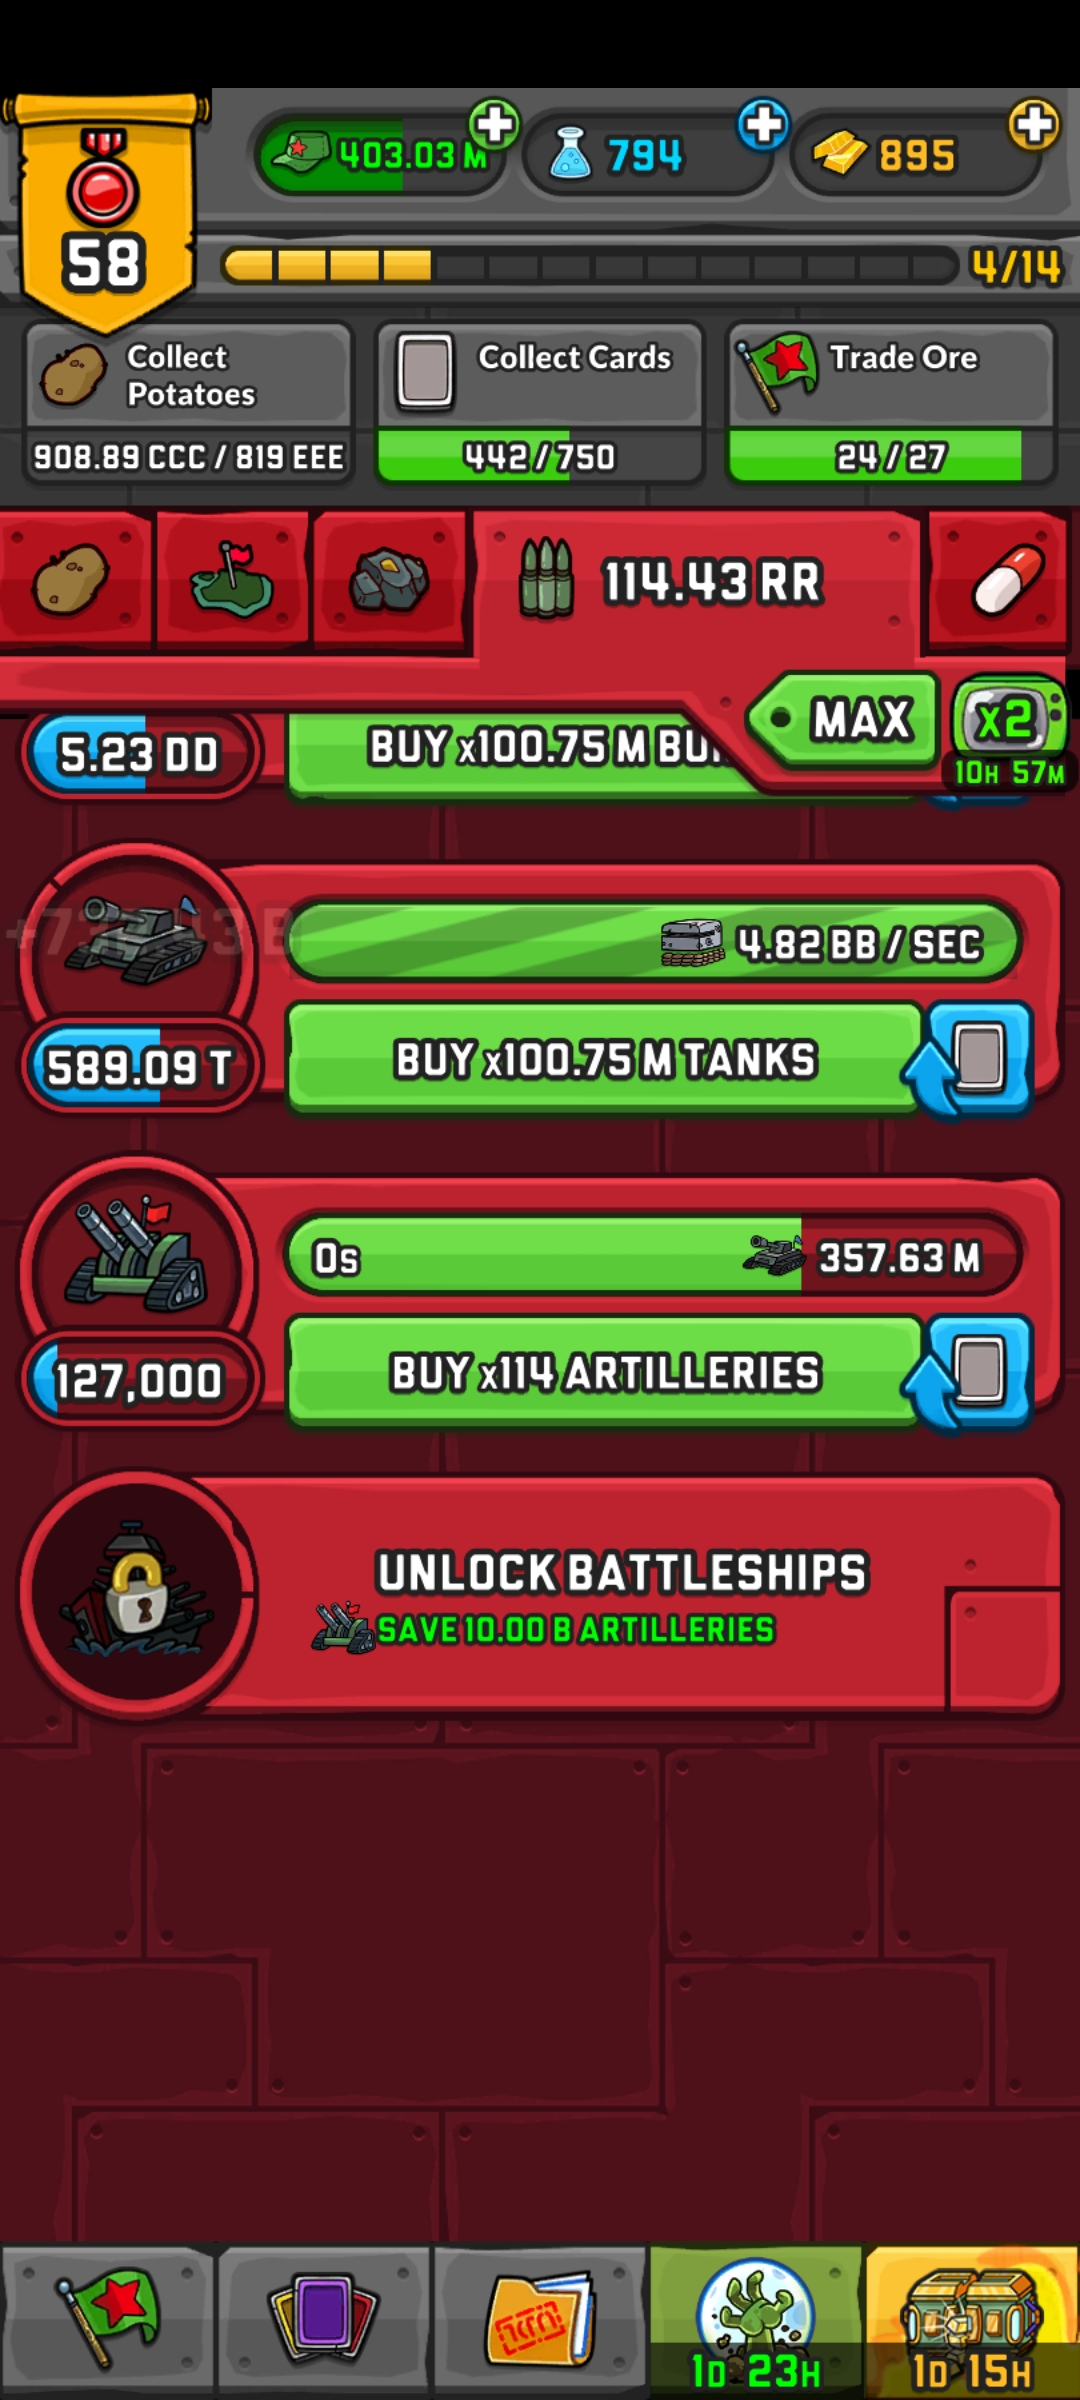 403.03 M
794
895
58
4/14
Collect
Potatoes
908.89 CCC / 819 EEE
Collect Cards
442/750
Trade Ore
24/27
114.43 RR
MAX
x2
10H 57M
5.23 DD
BUY x100.75 M BUN
4.82 BB / SEC
589.09 T
BUY x100.75 M TANKS
0s
357.63 M
127,000
BUY x114 ARTILLERIES
UNLOCK BATTLESHIPS
SAVE 10.00 B ARTILLERIES
1D 23H
1D 15H